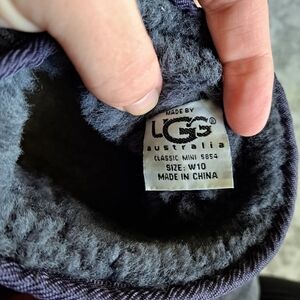 MADE BY
UGG
australia
CLASSIC MINI 5854
SIZE: W10
MADE IN CHINA